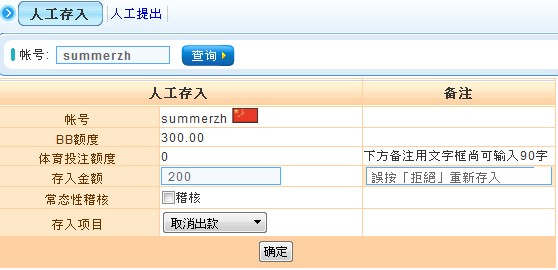 人工存入 人工提出
帐号: summerzh 查询
人工存入 备注
帐号 summerzh
BB额度 300.00
体育投注额度 0 下方备注用文字框尚可输入90字
存入金额 200 誤按「拒絕」重新存入
常态性稽核 稽核
存入项目 取消出款
确定